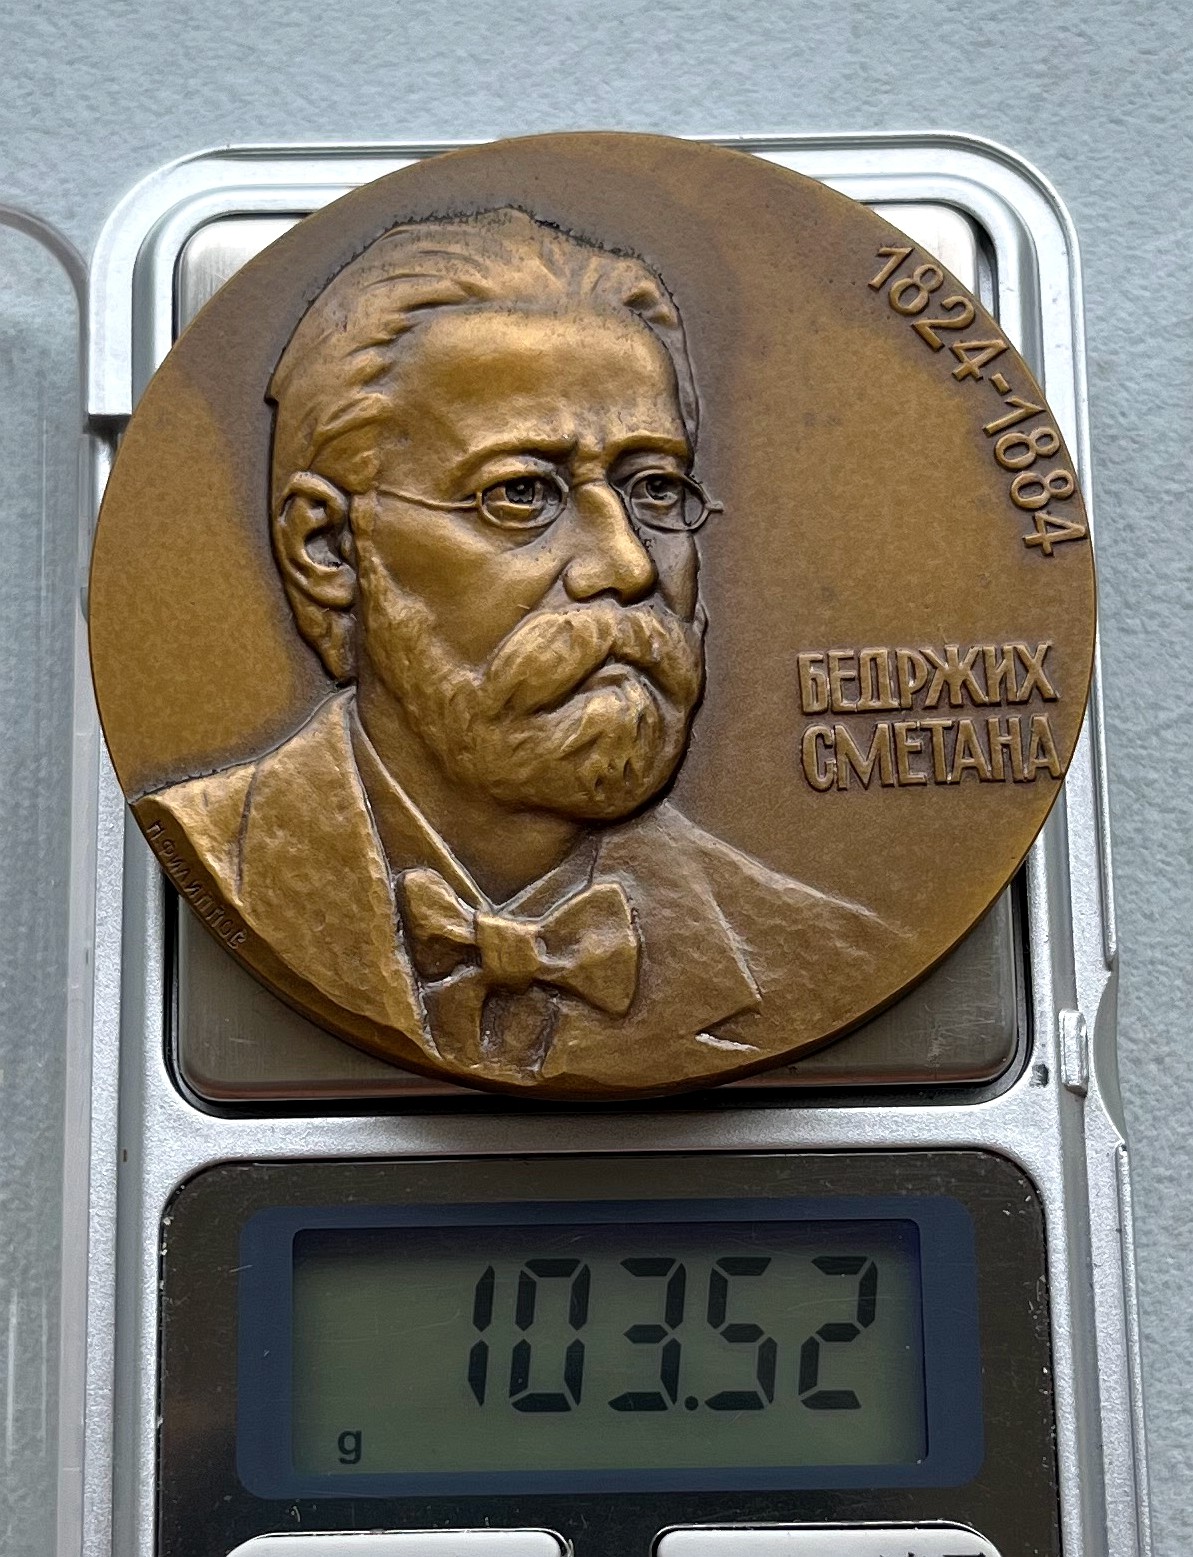 1824-1884
БЕДРЖИХ
СМЕТАНА
П.ФИЛИППОВ
103.52
g